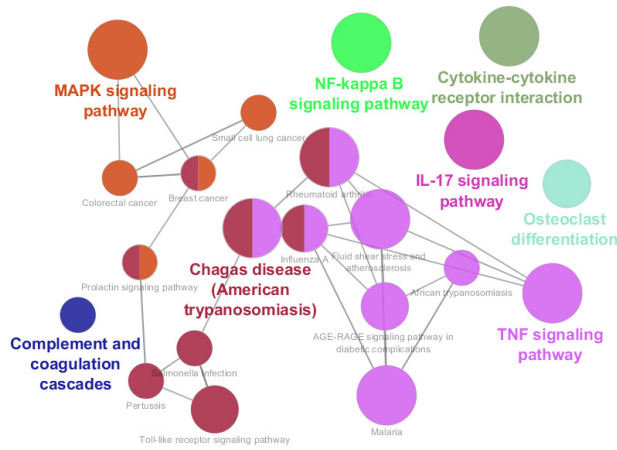 MAPK signaling
pathway
NF-kappa B
signaling pathway
Cytokine-cytokine
receptor interaction
Small cell lung cancer
Colorectal cancer
Breast cancer
Rheumatoid arthritis
IL-17 signaling
pathway
Osteoclast
differentiation
Prolactin signaling pathway
Chagas disease
(American
trypanosomiasis)
Influenza A
Fluid shear stress and
atherosclerosis
African trypanosomiasis
Complement and
coagulation
cascades
AGE-RAGE signaling pathway in
diabetic complications
TNF signaling
pathway
Salmonella infection
Pertussis
Toll-like receptor signaling pathway
Malaria